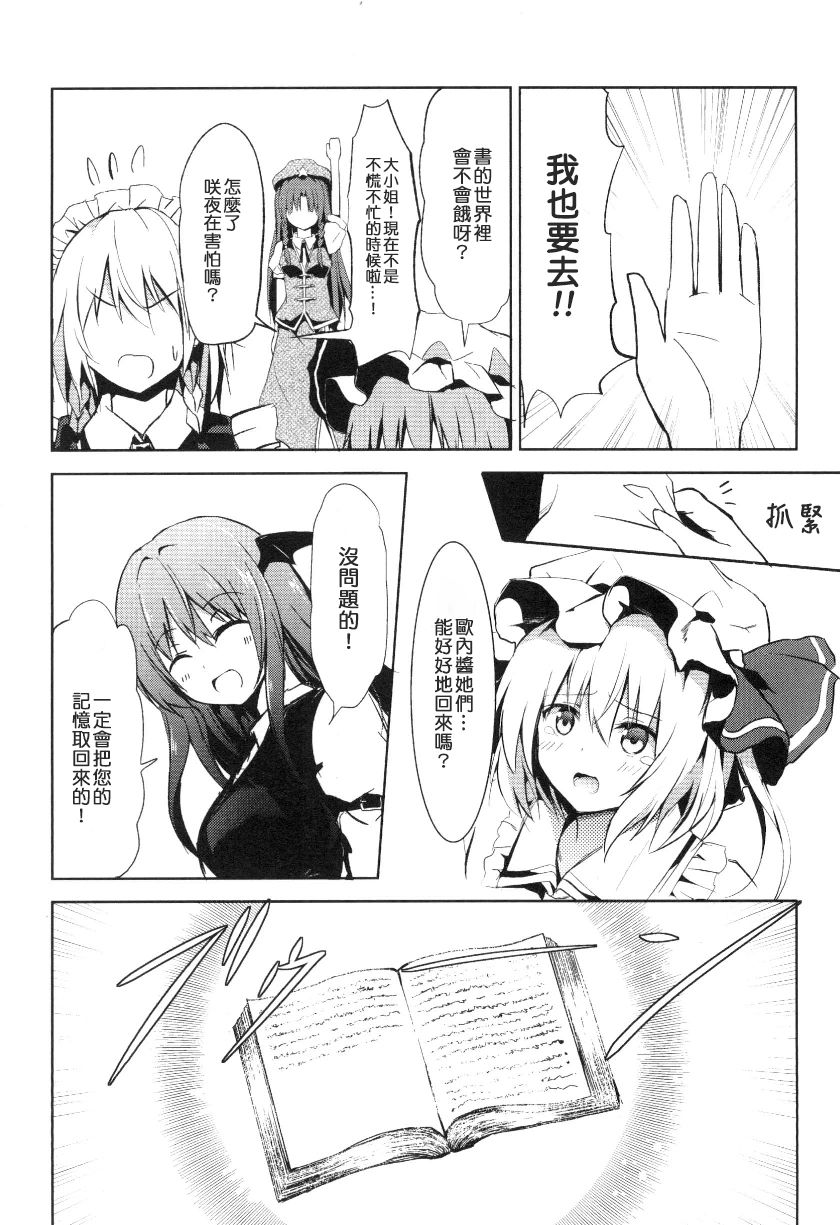 我也要去!!
書的世界裡
會不會餓呀?
大小姐!現在不是
不慌不忙的時候啦…!
怎麼了
咲夜在害怕嗎?
抓緊
歐內醬她們…
能好好地回來嗎?
沒問題的!
一定會把您的
記憶取回來的!